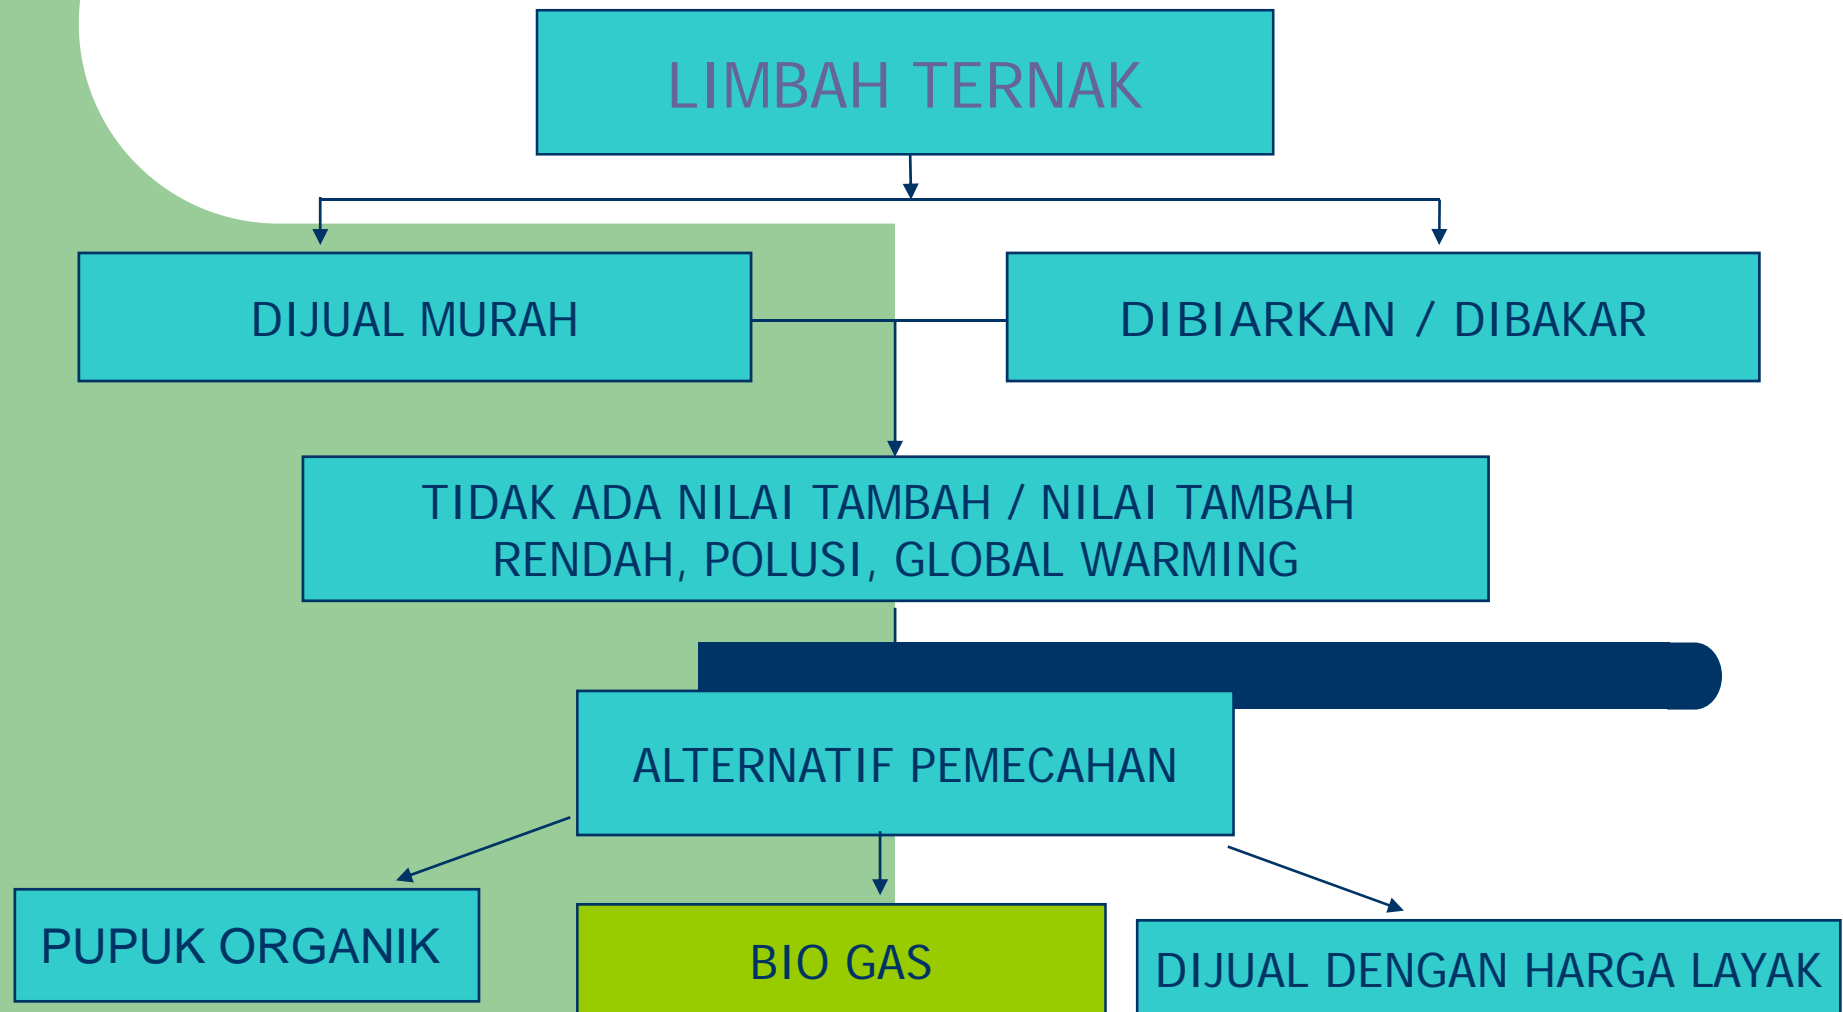 LIMBAH TERNAK
DIJUAL MURAH
DIBIARKAN / DIBAKAR
TIDAK ADA NILAI TAMBAH / NILAI TAMBAH
RENDAH, POLUSI, GLOBAL WARMING
ALTERNATIF PEMECAHAN
PUPUK ORGANIK
BIO GAS
DIJUAL DENGAN HARGA LAYAK